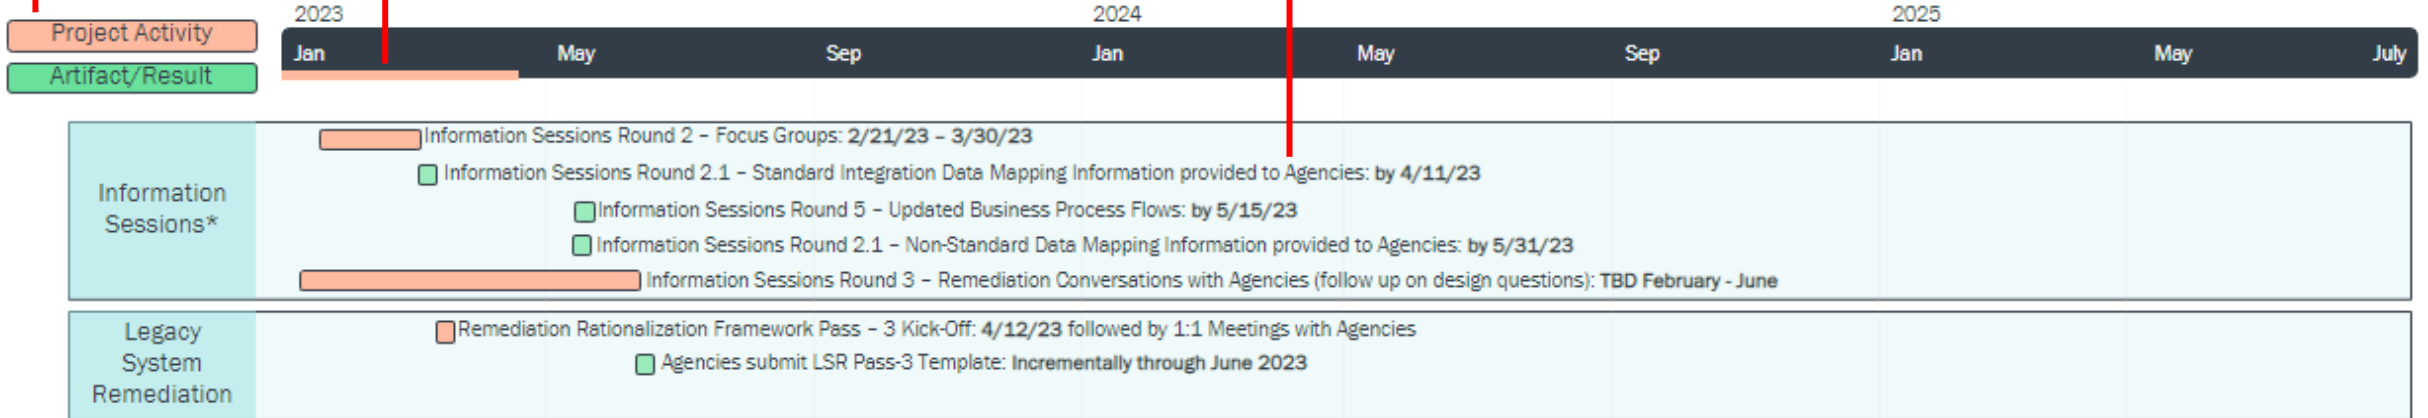 2023 2024 2025
Project Activity
Jan May Sep Jan May Sep Jan May July
Artifact/Result
Information Sessions Round 2 – Focus Groups: 2/21/23 – 3/30/23
Information Sessions Round 2.1 – Standard Integration Data Mapping Information provided to Agencies: by 4/11/23
Information
Sessions*
Information Sessions Round 5 – Updated Business Process Flows: by 5/15/23
Information Sessions Round 2.1 – Non-Standard Data Mapping Information provided to Agencies: by 5/31/23
Information Sessions Round 3 – Remediation Conversations with Agencies (follow up on design questions): TBD February - June
Legacy
System
Remediation
Remediation Rationalization Framework Pass – 3 Kick-Off: 4/12/23 followed by 1:1 Meetings with Agencies
Agencies submit LSR Pass-3 Template: Incrementally through June 2023